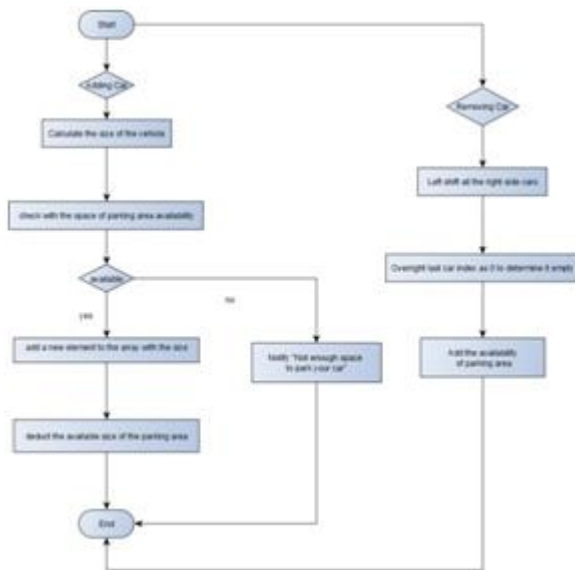 Start
Adding Car
Removing Car
Calculate the size of the vehicle
Left shift all the right side cars
check with the space of parking area availability
available
Overright last car index as 0 to determine it empty
no
yes
add a new element to the array with the size
Notify "Not enough space
to park your car"
Add the availability
of parking area
deduct the available size of the parking area
End